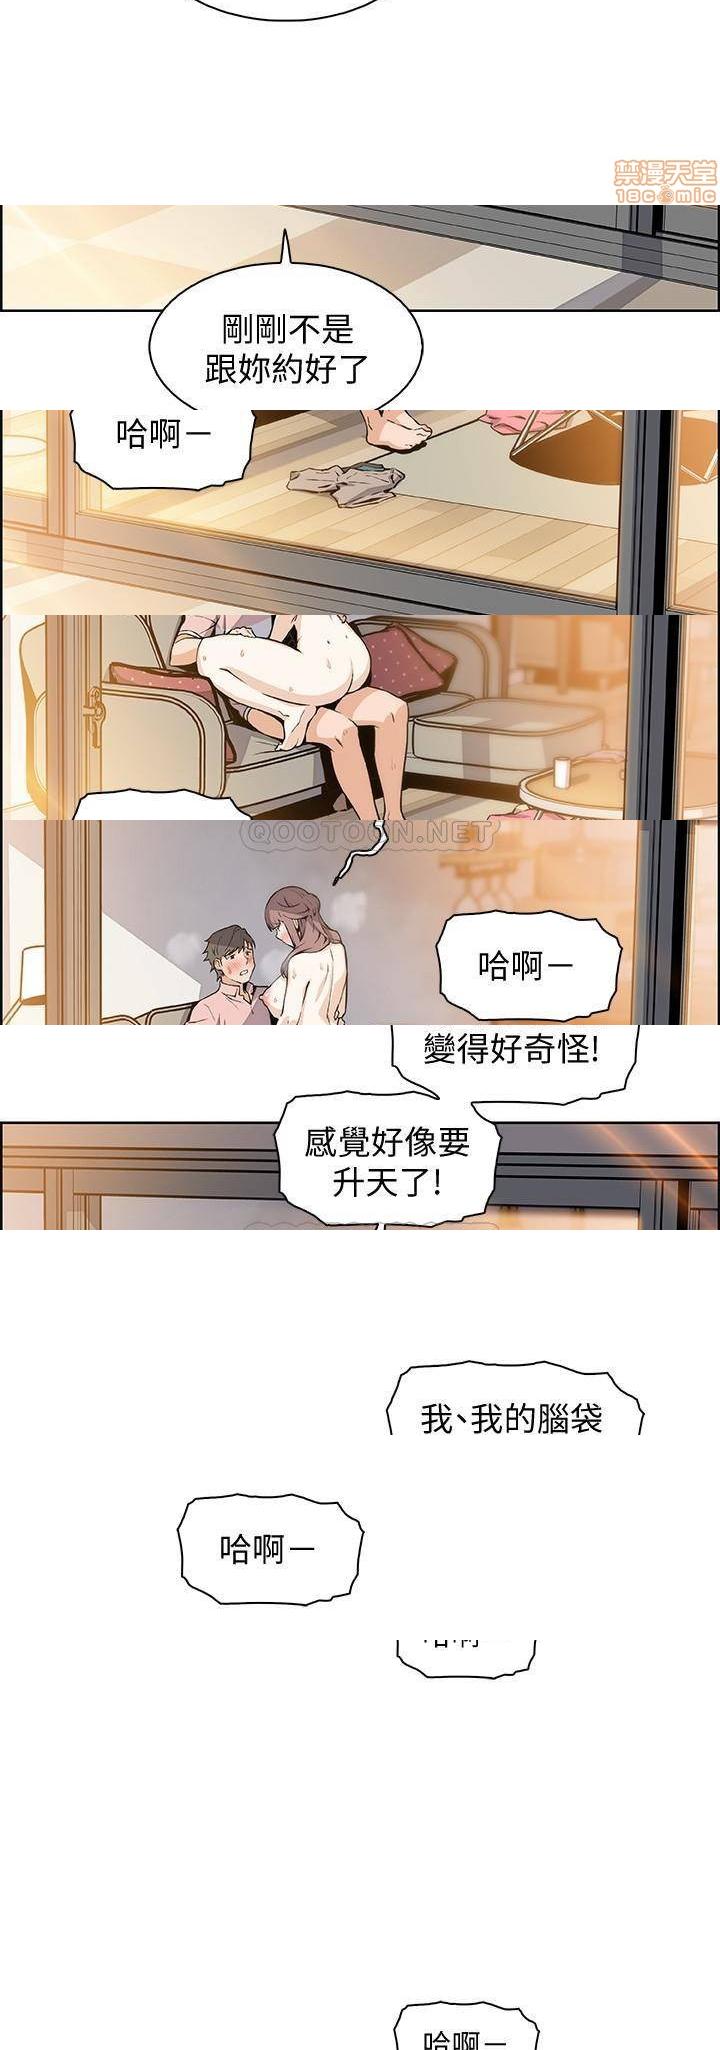 禁漫天堂
18comic
剛剛不是
跟妳約好了
哈啊－
QOOTOON.NET
哈啊－
變得好奇怪!
感覺好像要
升天了!
我、我的腦袋
哈啊－
哈啊－